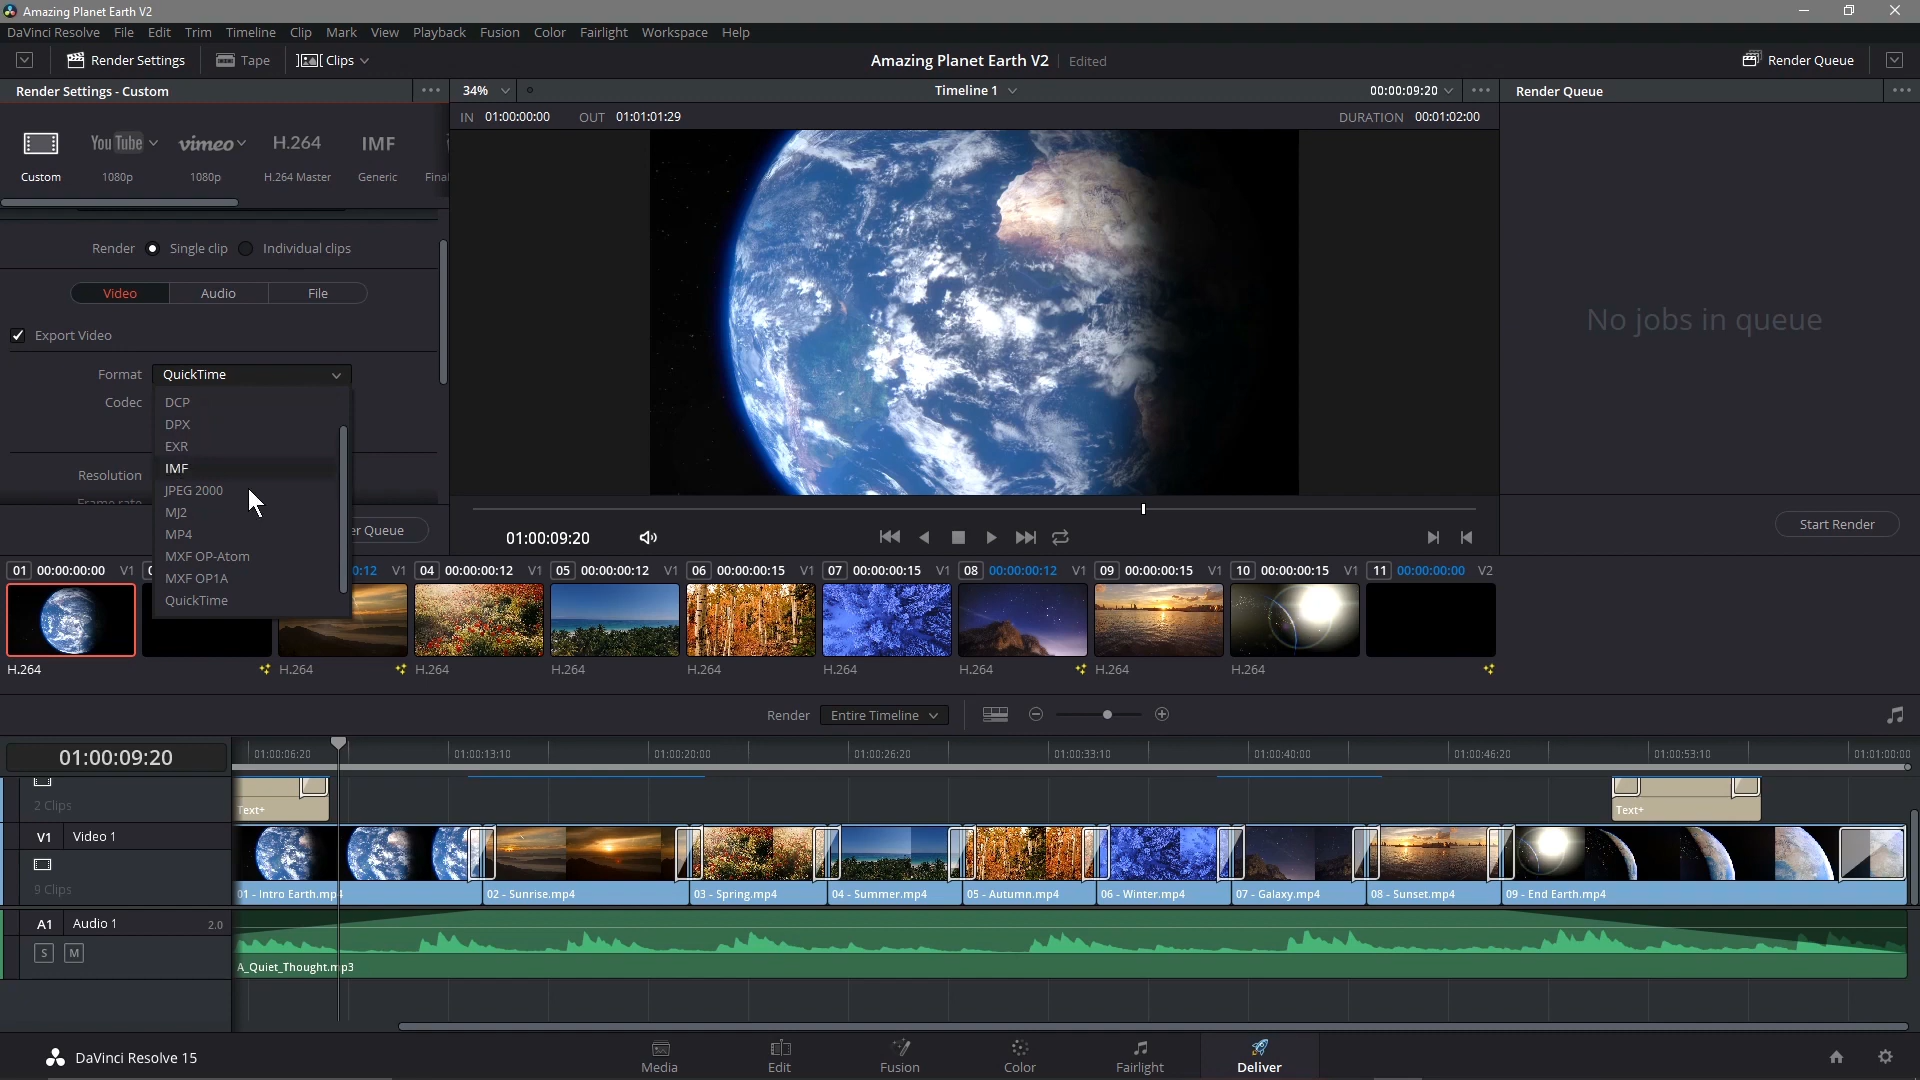 Amazing Planet Earth V2
DaVinci Resolve File Edit Trim Timeline Clip Mark View Playback Fusion Color Fairlight Workspace Help
Render Settings Tape Clips Amazing Planet Earth V2 Edited Render Queue
Render Settings - Custom 34% Timeline 1 00:00:09:20 Render Queue
IN 01:00:00:00 OUT 01:01:01:29 DURATION 00:01:02:00
YouTube vimeo H.264 IMF
Custom 1080p 1080p H.264 Master Generic Final
Render Single clip Individual clips
Video Audio File
Export Video
No jobs in queue
Format QuickTime
Codec DCP
DPX
EXR
IMF
Resolution
JPEG 2000
Frame rate
MJ2
MP4
er Queue
MXF OP-Atom
MXF OP1A
QuickTime
01:00:09:20
Start Render
01 00:00:00:00 V1 0:12 V1 04 00:00:00:12 V1 05 00:00:00:12 V1 06 00:00:00:15 V1 07 00:00:00:15 V1 08 00:00:00:12 V1 09 00:00:00:15 V1 10 00:00:00:15 V1 11 00:00:00:00 V2
H.264 H.264 H.264 H.264 H.264 H.264 H.264 H.264 H.264
Render Entire Timeline
01:00:09:20 01:00:06:20 01:00:13:10 01:00:20:00 01:00:26:20 01:00:33:10 01:00:40:00 01:00:46:20 01:00:53:10 01:01:00:00
2 Clips Text+ Text+
V1 Video 1
9 Clips 01 - Intro Earth.mp4 02 - Sunrise.mp4 03 - Spring.mp4 04 - Summer.mp4 05 - Autumn.mp4 06 - Winter.mp4 07 - Galaxy.mp4 08 - Sunset.mp4 09 - End Earth.mp4
A1 Audio 1 2.0
S M
A_Quiet_Thought.mp3
DaVinci Resolve 15
Media Edit Fusion Color Fairlight Deliver